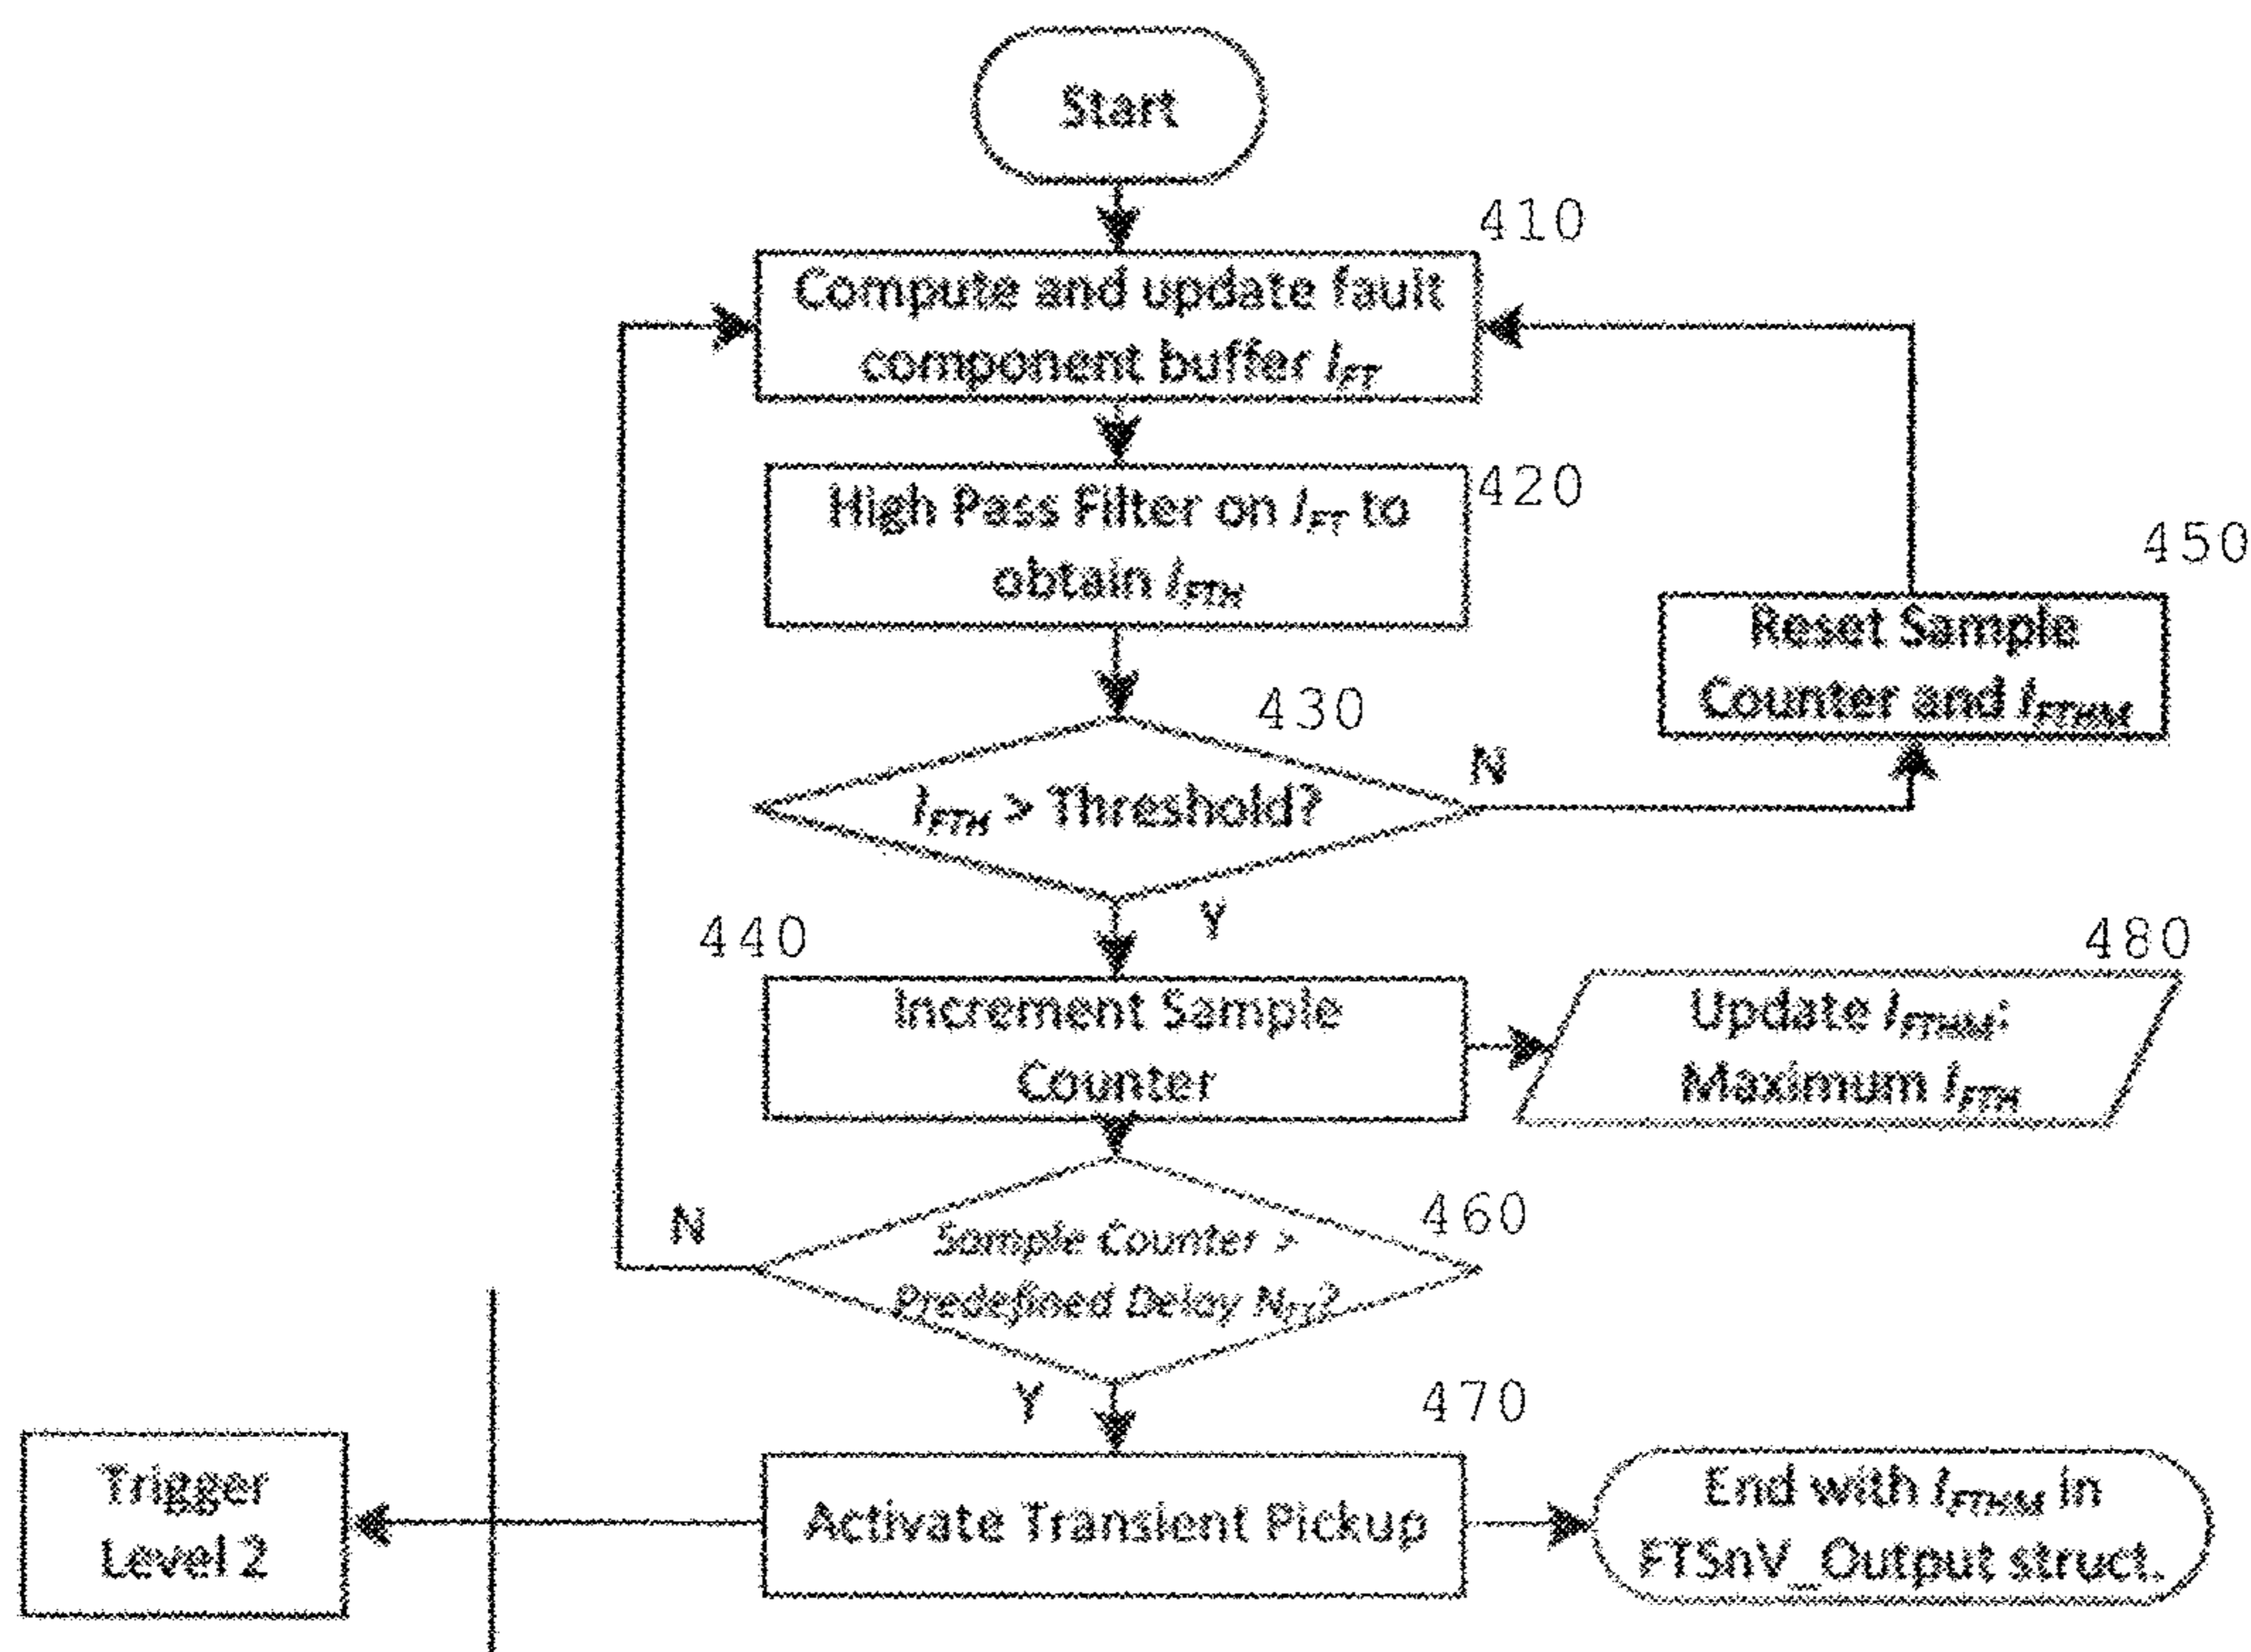 Start
410
Compute and update fault
component buffer I_FT
420
High Pass Filter on I_FT to
obtain I_FTH
450
Reset Sample
Counter and I_FTHM
430
I_FTH > Threshold?
N
Y
440
Increment Sample
Counter
480
Update I_FTHM:
Maximum I_FTH
460
Sample Counter >
Predefined Delay N_FT?
N
Y
470
Activate Transient Pickup
Trigger
Level 2
End with I_FTHM in
FTSnV_Output struct.